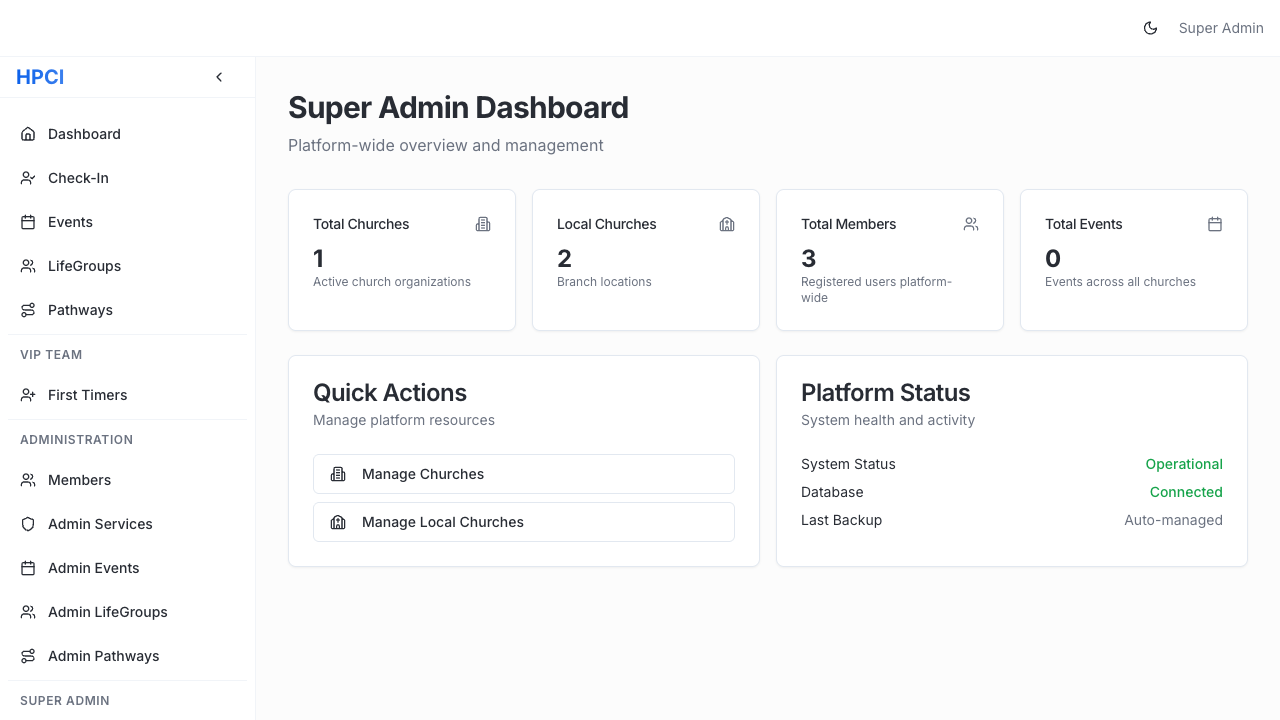 Super Admin
HPCI
Dashboard
Check-In
Events
LifeGroups
Pathways
VIP TEAM
First Timers
ADMINISTRATION
Members
Admin Services
Admin Events
Admin LifeGroups
Admin Pathways
SUPER ADMIN
Super Admin Dashboard
Platform-wide overview and management
Total Churches
1
Active church organizations
Local Churches
2
Branch locations
Total Members
3
Registered users platform-
wide
Total Events
0
Events across all churches
Quick Actions
Manage platform resources
Manage Churches
Manage Local Churches
Platform Status
System health and activity
System Status Operational
Database Connected
Last Backup Auto-managed